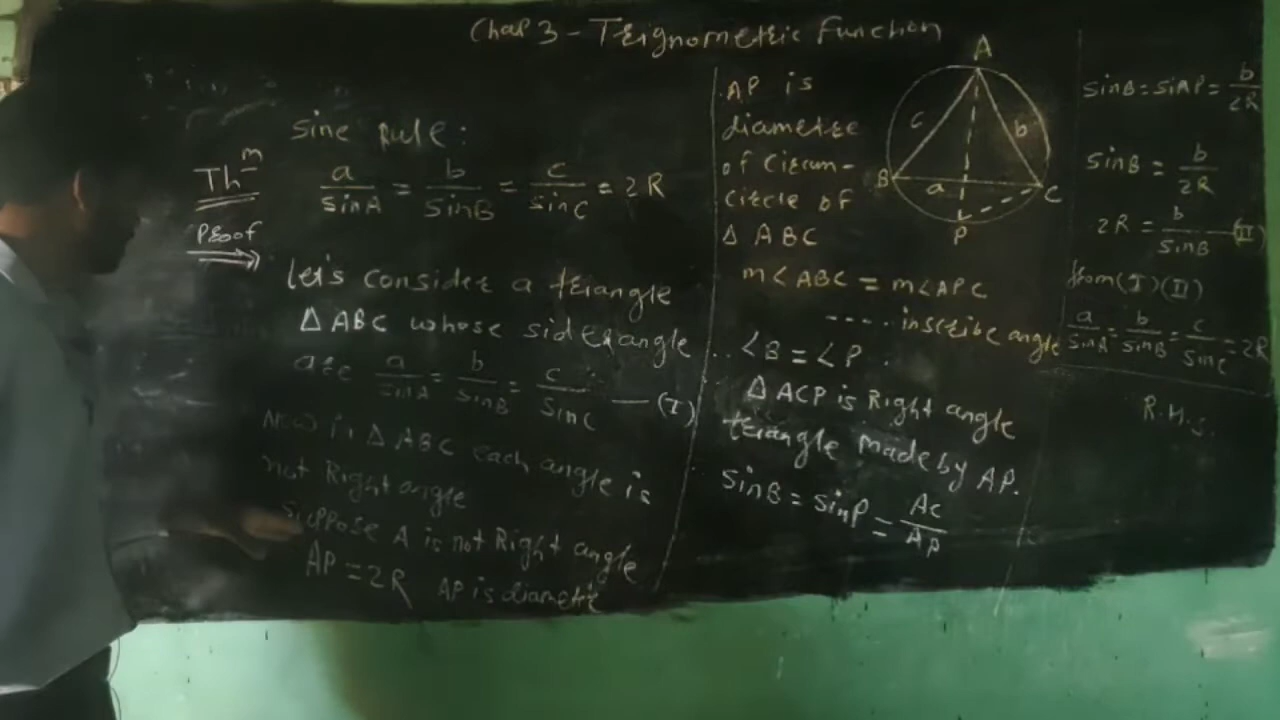 Chap 3 - Trignometric Function
Sine rule:
Th m
a/sinA = b/sinB = c/sinC = 2R
Proof
Let's consider a triangle
Δ ABC whose side & angle
are a/sinA = b/sinB = c/sinC — (I)
Now in Δ ABC each angle is
not Right angle
Suppose A is not Right angle
AP = 2R AP is diametre
AP is
diametre
of Circum-
circle of
Δ ABC
A
c
b
B
a
C
P
m∠ABC = m∠APC
---- inscribe angle
∠B = ∠P
Δ ACP is Right angle
triangle made by AP.
sinB = sinP = AC/AP
sinB = sinP = b/2R
sinB = b/2R
2R = b/sinB —(II)
from (I) (II)
a/sinA = b/sinB = c/sinC = 2R
R.H.S.